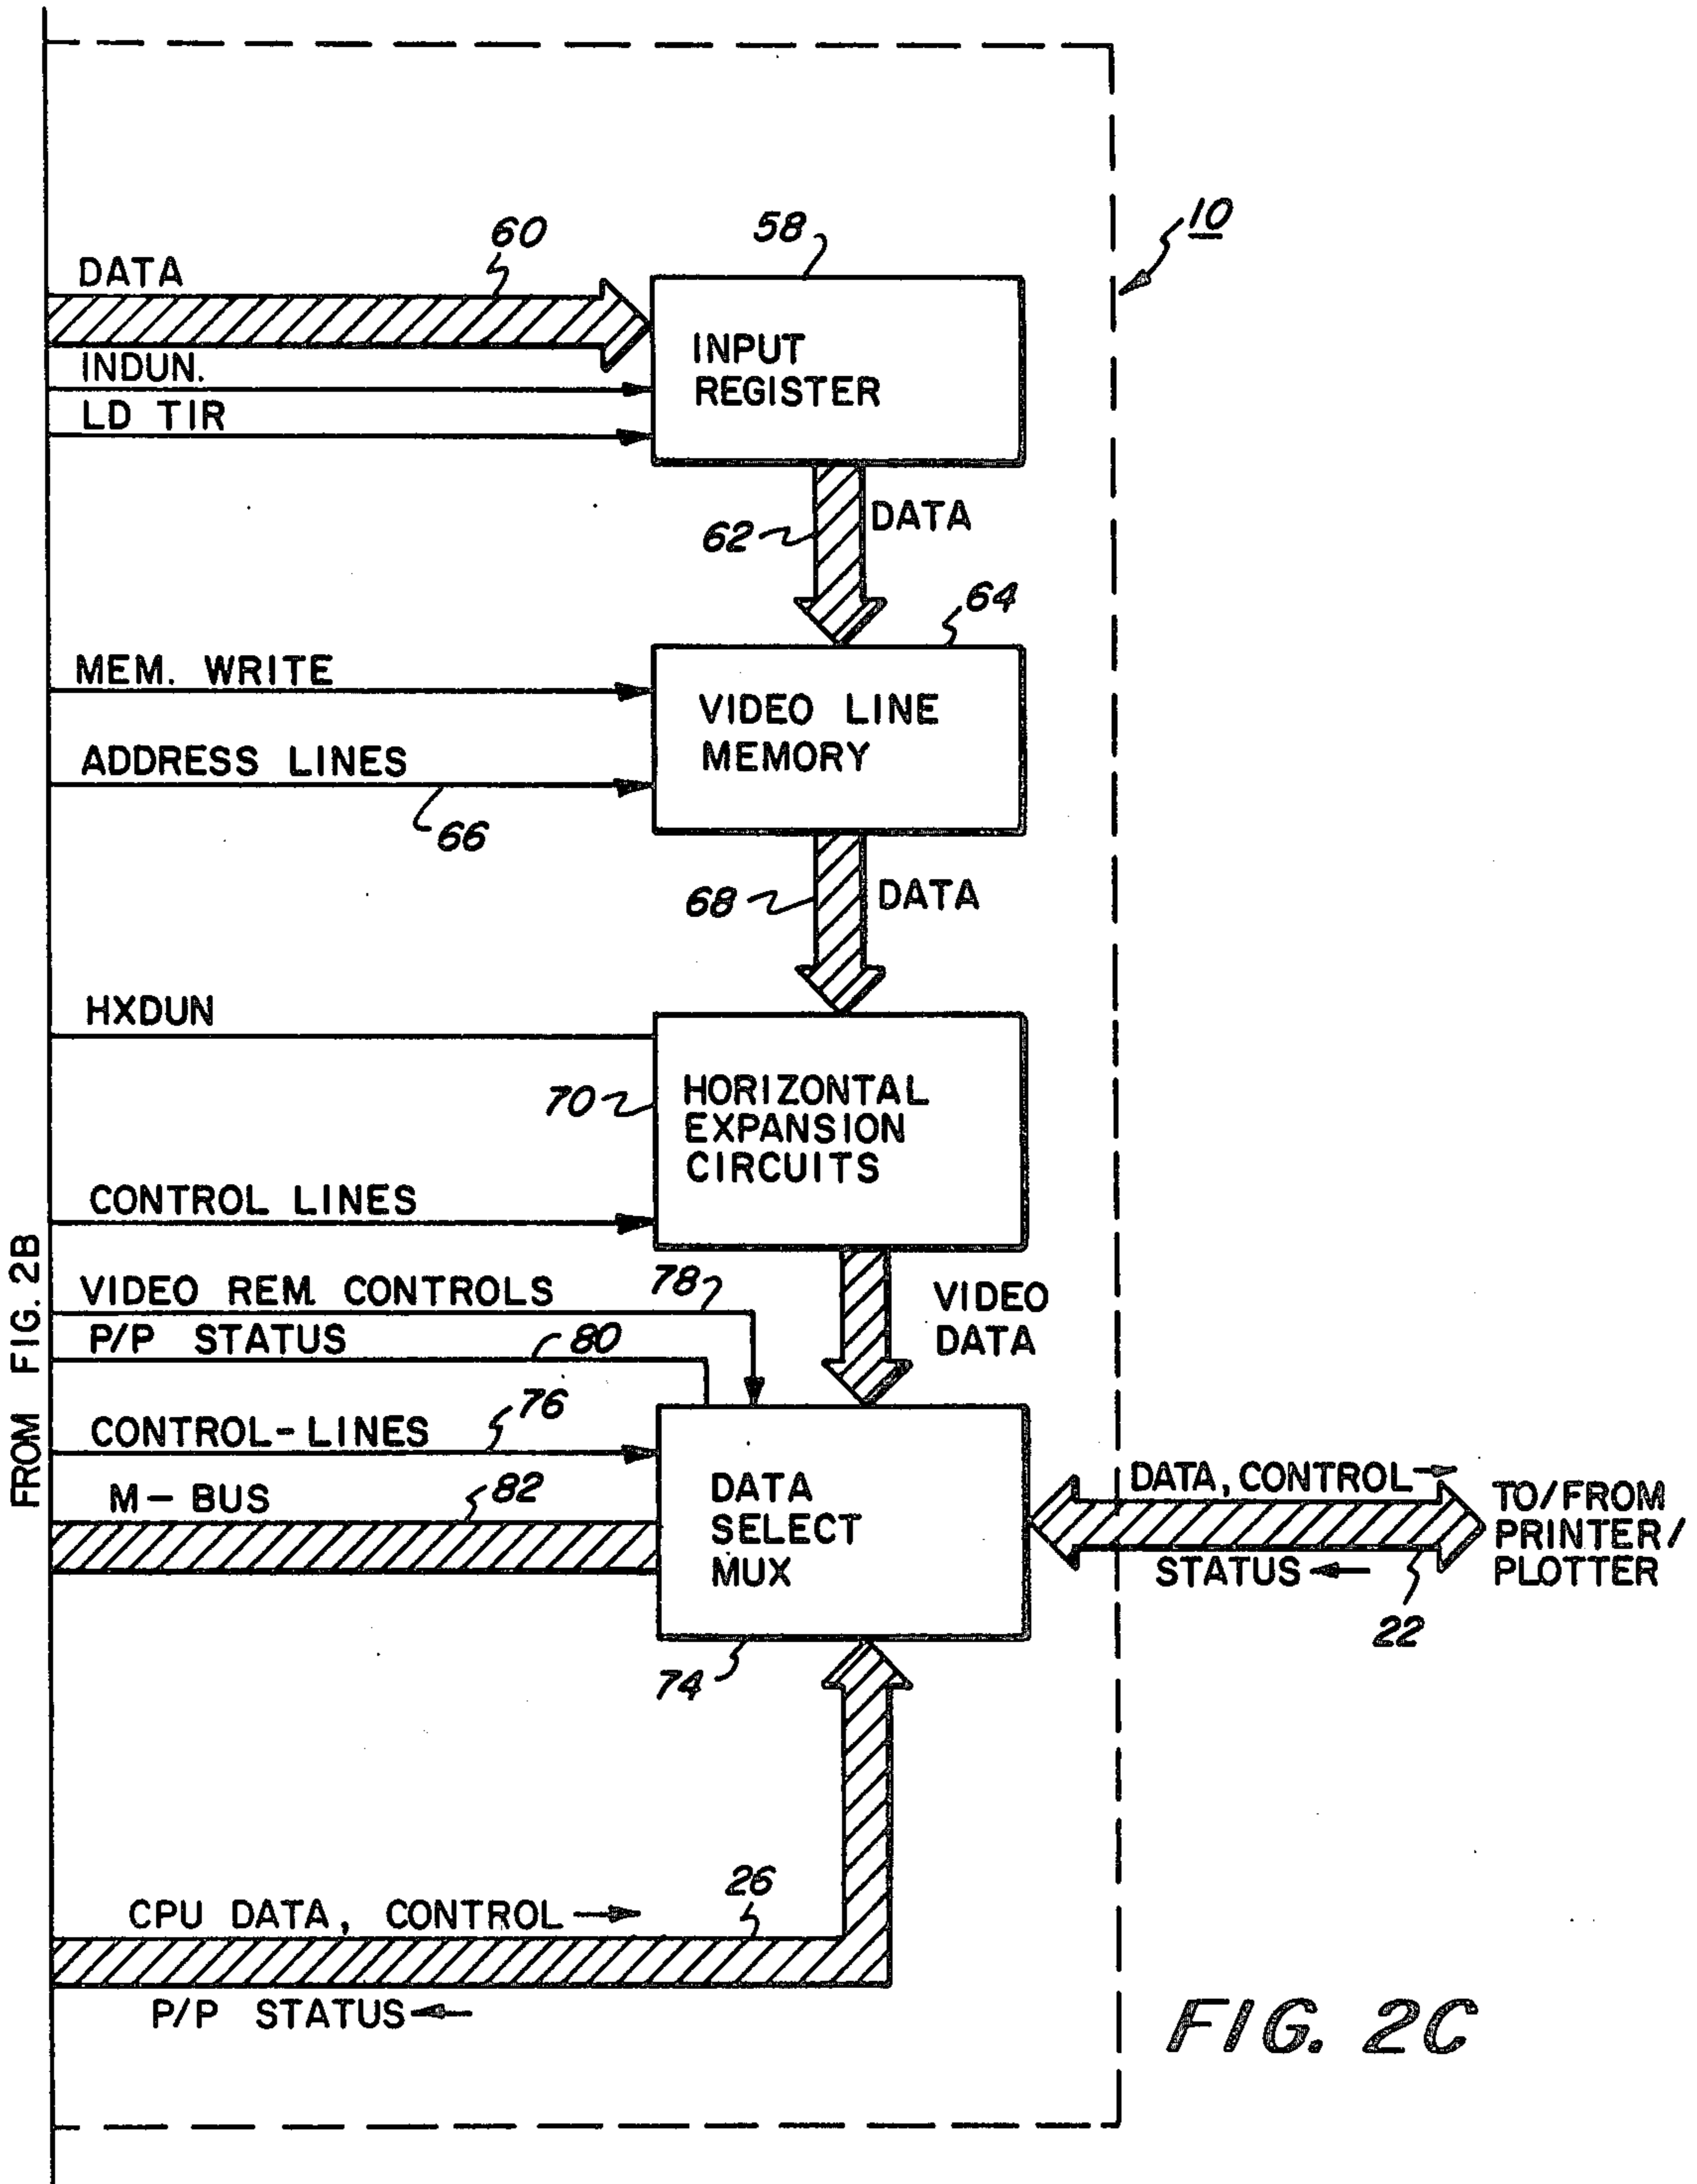 10
58
60
DATA
INPUT
REGISTER
INDUN.
LD TIR
62
DATA
64
MEM. WRITE
VIDEO LINE
MEMORY
ADDRESS LINES
66
68
DATA
HXDUN
70
HORIZONTAL
EXPANSION
CIRCUITS
CONTROL LINES
FROM FIG. 2B
VIDEO REM. CONTROLS
78
VIDEO
DATA
P/P STATUS
80
CONTROL-LINES
76
M-BUS
82
DATA
SELECT
MUX
74
DATA, CONTROL
STATUS
22
TO/FROM
PRINTER/
PLOTTER
CPU DATA, CONTROL
26
P/P STATUS
FIG. 2C